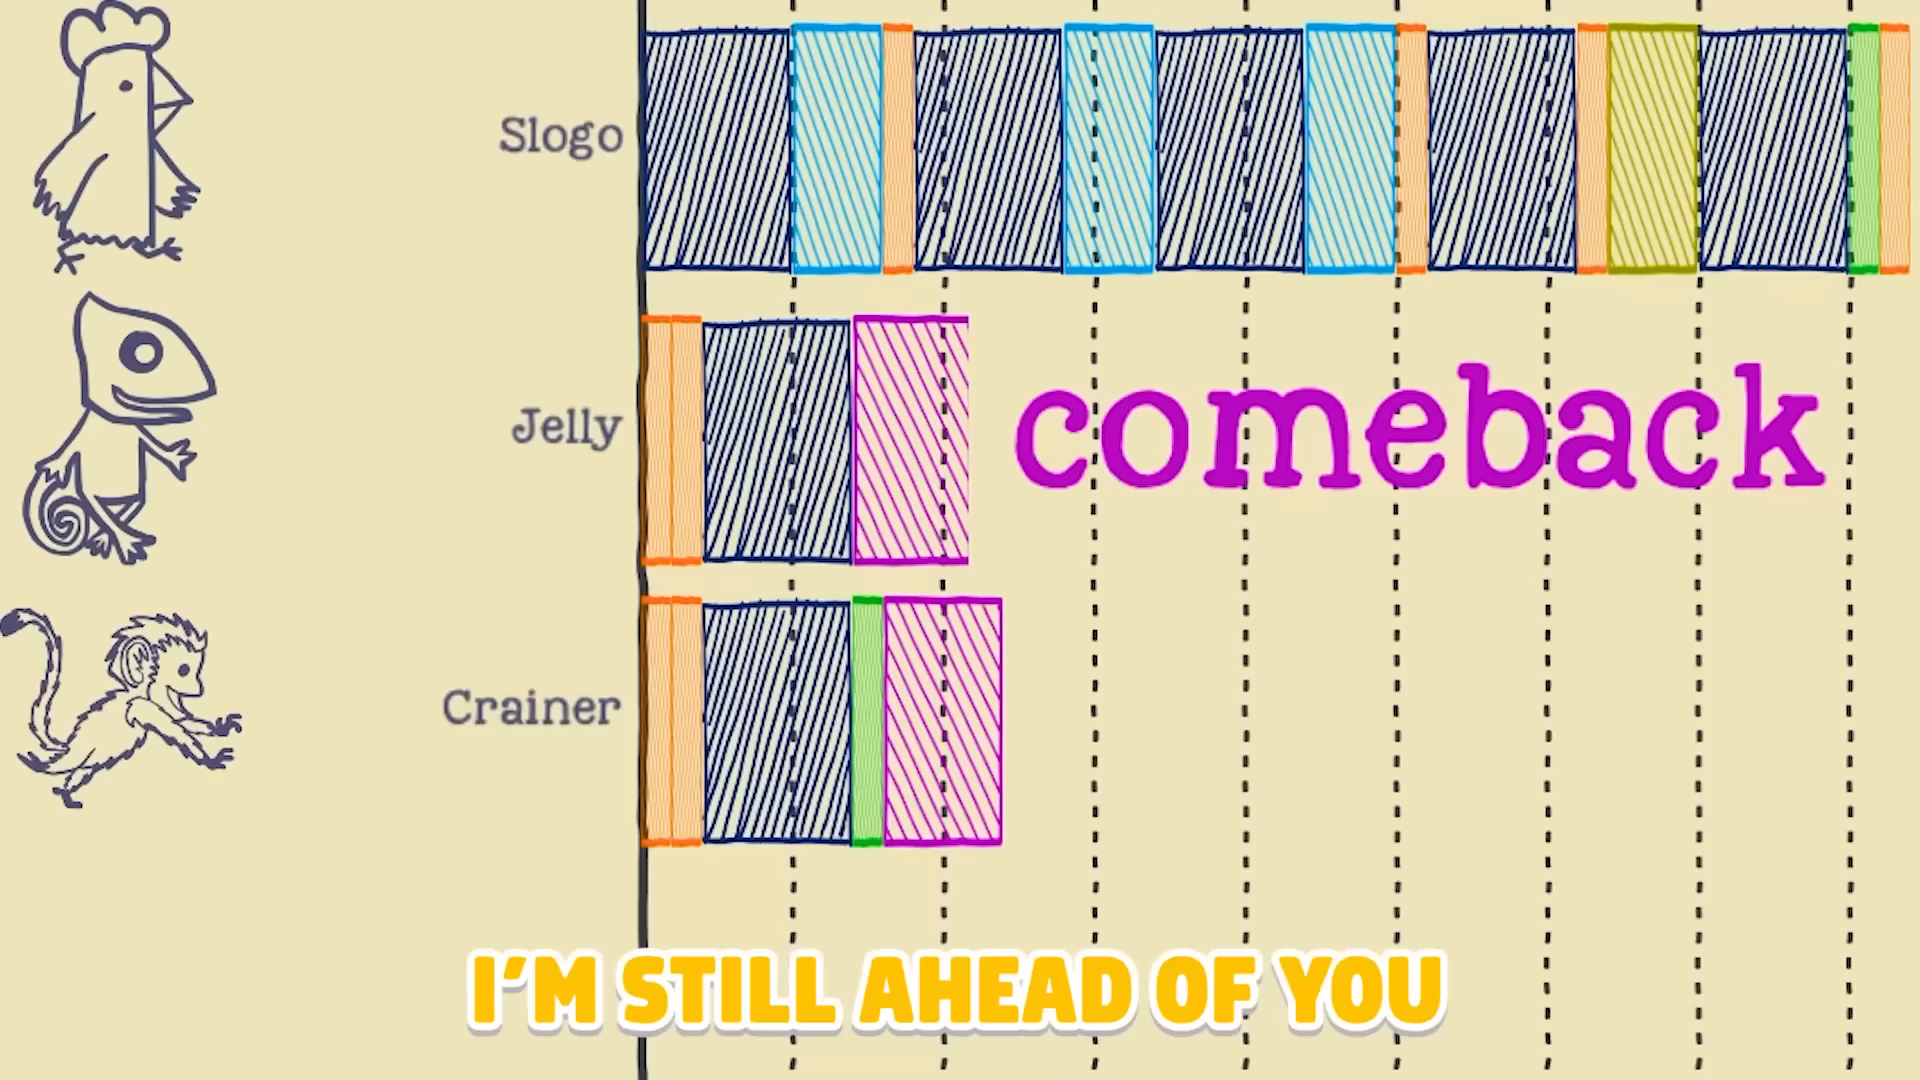 Slogo
Jelly
comeback
Crainer
I'M STILL AHEAD OF YOU